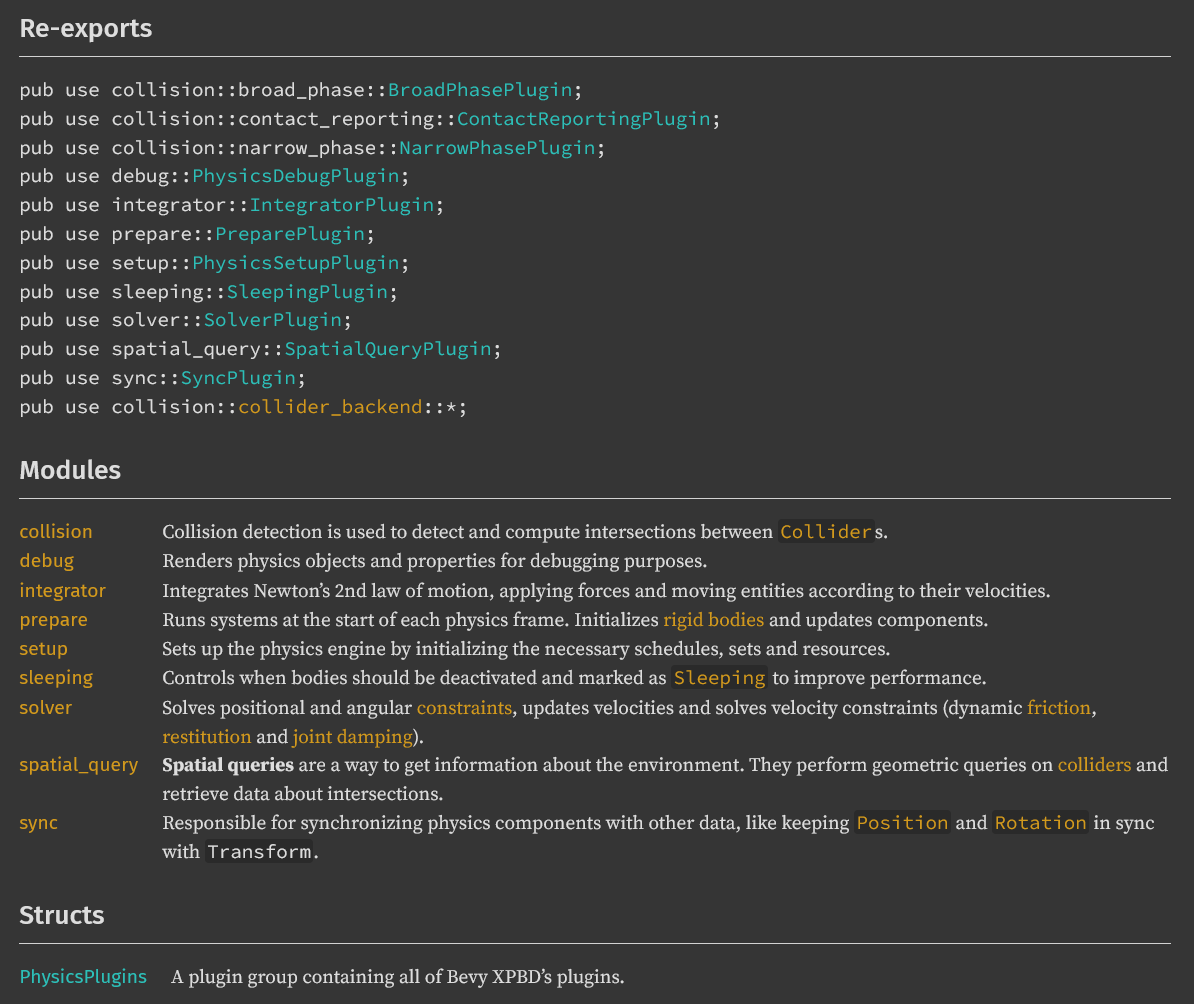 Re-exports
pub use collision::broad_phase::BroadPhasePlugin;
pub use collision::contact_reporting::ContactReportingPlugin;
pub use collision::narrow_phase::NarrowPhasePlugin;
pub use debug::PhysicsDebugPlugin;
pub use integrator::IntegratorPlugin;
pub use prepare::PreparePlugin;
pub use setup::PhysicsSetupPlugin;
pub use sleeping::SleepingPlugin;
pub use solver::SolverPlugin;
pub use spatial_query::SpatialQueryPlugin;
pub use sync::SyncPlugin;
pub use collision::collider_backend::*;
Modules
collision Collision detection is used to detect and compute intersections between Colliders.
debug Renders physics objects and properties for debugging purposes.
integrator Integrates Newton’s 2nd law of motion, applying forces and moving entities according to their velocities.
prepare Runs systems at the start of each physics frame. Initializes rigid bodies and updates components.
setup Sets up the physics engine by initializing the necessary schedules, sets and resources.
sleeping Controls when bodies should be deactivated and marked as Sleeping to improve performance.
solver Solves positional and angular constraints, updates velocities and solves velocity constraints (dynamic friction,
restitution and joint damping).
spatial_query Spatial queries are a way to get information about the environment. They perform geometric queries on colliders and
retrieve data about intersections.
sync Responsible for synchronizing physics components with other data, like keeping Position and Rotation in sync
with Transform.
Structs
PhysicsPlugins A plugin group containing all of Bevy XPBD’s plugins.